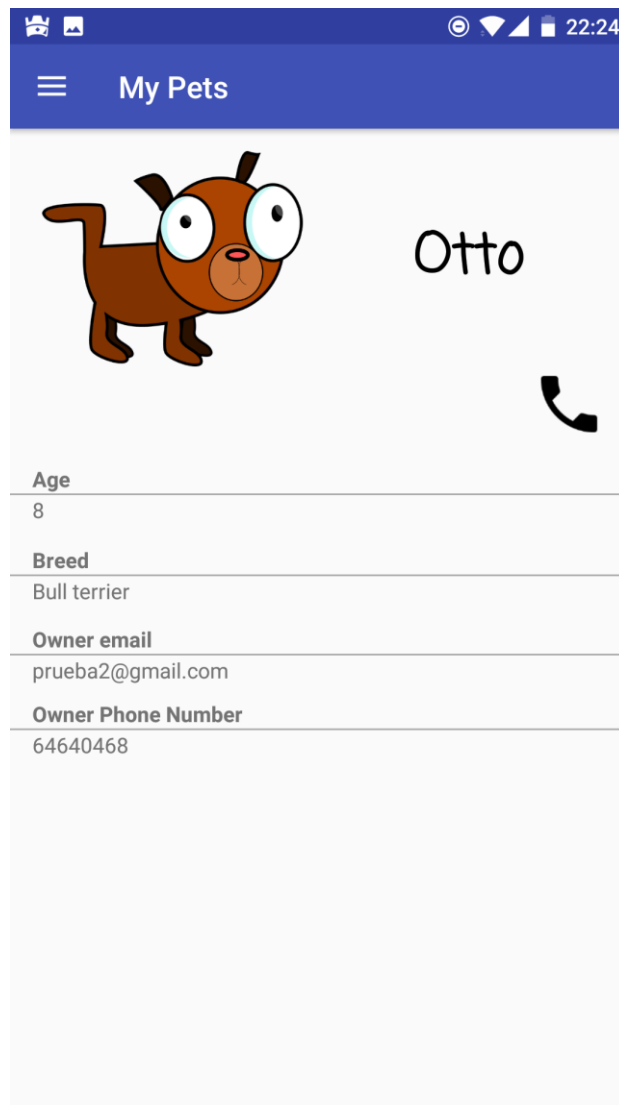 22:24
My Pets
Otto
Age
8
Breed
Bull terrier
Owner email
prueba2@gmail.com
Owner Phone Number
64640468